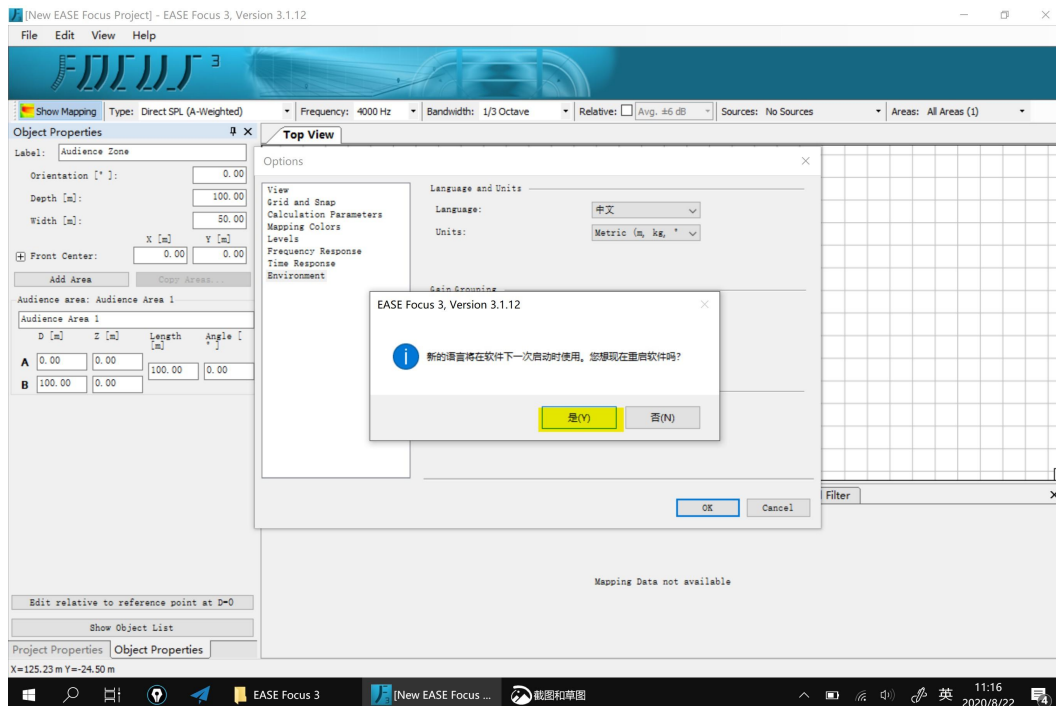 [New EASE Focus Project] - EASE Focus 3, Version 3.1.12
File Edit View Help
FOCUS 3
Show Mapping Type: Direct SPL (A-Weighted) Frequency: 4000 Hz Bandwidth: 1/3 Octave Relative: Avg. ±6 dB Sources: No Sources Areas: All Areas (1)
Object Properties
Top View
Label: Audience Zone
Orientation [° ]: 0.00
Depth [m]: 100.00
Width [m]: 50.00
X [m] Y [m]
Front Center: 0.00 0.00
Add Area Copy Areas...
Audience area: Audience Area 1
Audience Area 1
D [m] Z [m] Length [m] Angle [ ° ]
A 0.00 0.00 100.00 0.00
B 100.00 0.00
Options
View
Grid and Snap
Calculation Parameters
Mapping Colors
Levels
Frequency Response
Time Response
Environment
Language and Units
Language: 中文
Units: Metric (m, kg, °
Gain Grouping
EASE Focus 3, Version 3.1.12
新的语言将在软件下一次启动时使用。您想现在重启软件吗?
是(Y) 否(N)
OK Cancel
Filter
Mapping Data not available
Edit relative to reference point at D=0
Show Object List
Project Properties Object Properties
X=125.23 m Y=-24.50 m
EASE Focus 3 [New EASE Focus ... 截图和草图 英 11:16
2020/8/22 4